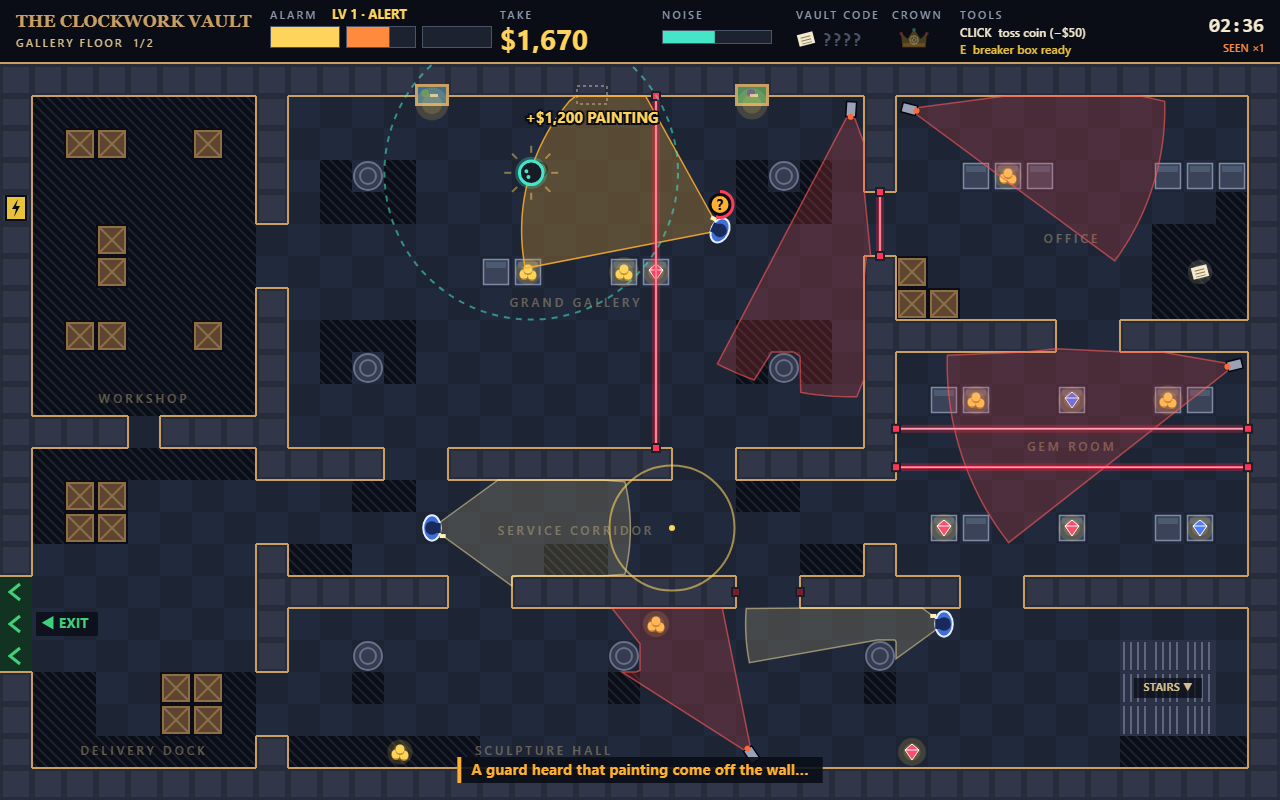 THE CLOCKWORK VAULT
GALLERY FLOOR 1/2
ALARM LV 1 · ALERT
TAKE
$1,670
NOISE
VAULT CODE
????
CROWN
TOOLS
CLICK toss coin (−$50)
E breaker box ready
02:36
SEEN ×1
+$1,200 PAINTING
?
GRAND GALLERY
OFFICE
WORKSHOP
GEM ROOM
SERVICE CORRIDOR
◀ EXIT
STAIRS ▼
DELIVERY DOCK
SCULPTURE HALL
A guard heard that painting come off the wall...